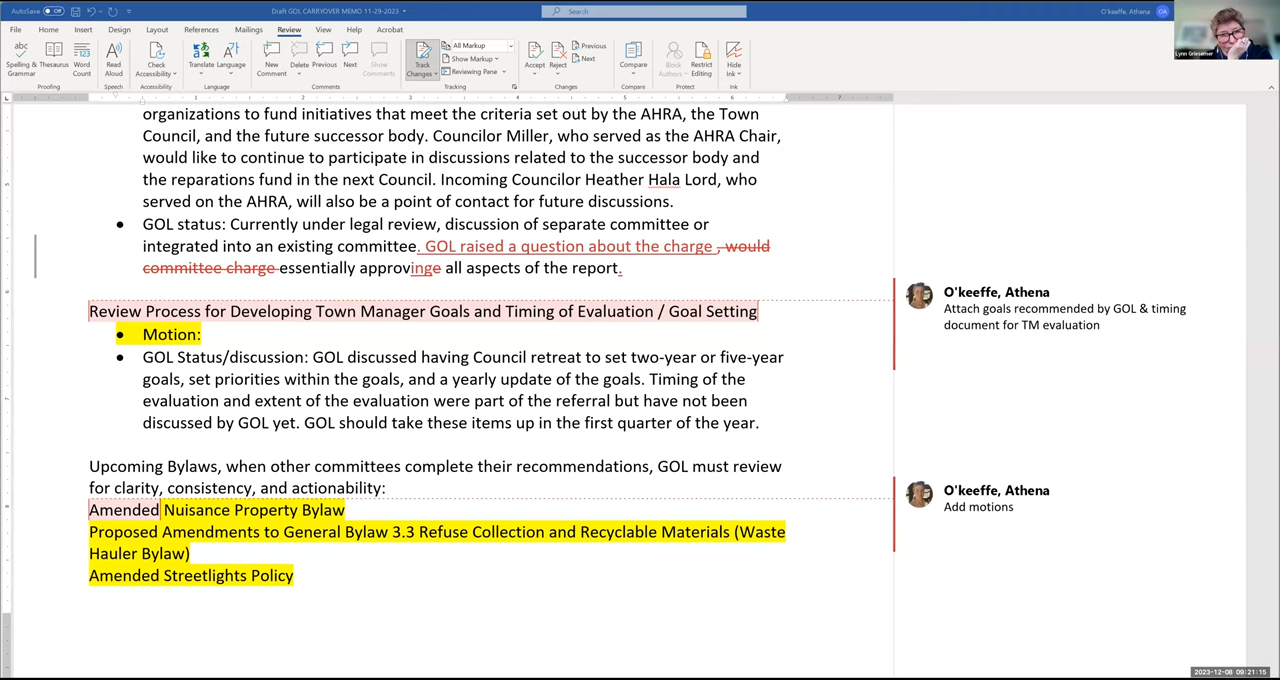 AutoSave Off Draft GOL CARRYOVER MEMO 11-29-2023 Search O'keeffe, Athena OA
File Home Insert Design Layout References Mailings Review View Help Acrobat
Spelling & Grammar Thesaurus Word Count Read Aloud Check Accessibility Translate Language New Comment Delete Previous Next Show Comments Track Changes All Markup Show Markup Reviewing Pane Accept Reject Previous Next Compare Block Authors Restrict Editing Hide Ink
Proofing Speech Accessibility Language Comments Tracking Changes Compare Protect Ink
Lynn Griesemer
organizations to fund initiatives that meet the criteria set out by the AHRA, the Town
Council, and the future successor body. Councilor Miller, who served as the AHRA Chair,
would like to continue to participate in discussions related to the successor body and
the reparations fund in the next Council. Incoming Councilor Heather Hala Lord, who
served on the AHRA, will also be a point of contact for future discussions.
• GOL status: Currently under legal review, discussion of separate committee or
integrated into an existing committee. GOL raised a question about the charge , would
committee charge essentially approvinge all aspects of the report.
Review Process for Developing Town Manager Goals and Timing of Evaluation / Goal Setting
• Motion:
• GOL Status/discussion: GOL discussed having Council retreat to set two-year or five-year
goals, set priorities within the goals, and a yearly update of the goals. Timing of the
evaluation and extent of the evaluation were part of the referral but have not been
discussed by GOL yet. GOL should take these items up in the first quarter of the year.
Upcoming Bylaws, when other committees complete their recommendations, GOL must review
for clarity, consistency, and actionability:
Amended Nuisance Property Bylaw
Proposed Amendments to General Bylaw 3.3 Refuse Collection and Recyclable Materials (Waste
Hauler Bylaw)
Amended Streetlights Policy
O'keeffe, Athena
Attach goals recommended by GOL & timing
document for TM evaluation
O'keeffe, Athena
Add motions
2023-12-08 09:21:15